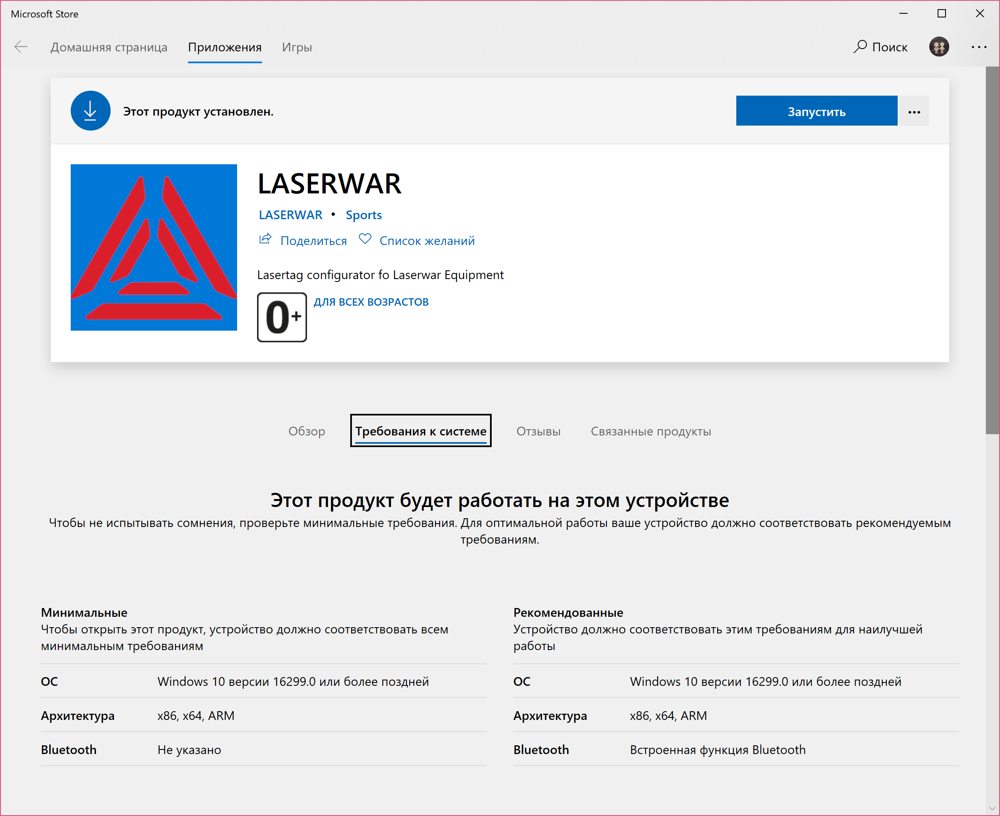 Microsoft Store
Домашняя страница Приложения Игры Поиск
Этот продукт установлен. Запустить
LASERWAR
LASERWAR • Sports
Поделиться Список желаний
Lasertag configurator fo Laserwar Equipment
0+ ДЛЯ ВСЕХ ВОЗРАСТОВ
Обзор Требования к системе Отзывы Связанные продукты
Этот продукт будет работать на этом устройстве
Чтобы не испытывать сомнения, проверьте минимальные требования. Для оптимальной работы ваше устройство должно соответствовать рекомендуемым
требованиям.
Минимальные
Чтобы открыть этот продукт, устройство должно соответствовать всем
минимальным требованиям
ОС Windows 10 версии 16299.0 или более поздней
Архитектура x86, x64, ARM
Bluetooth Не указано
Рекомендованные
Устройство должно соответствовать этим требованиям для наилучшей
работы
ОС Windows 10 версии 16299.0 или более поздней
Архитектура x86, x64, ARM
Bluetooth Встроенная функция Bluetooth